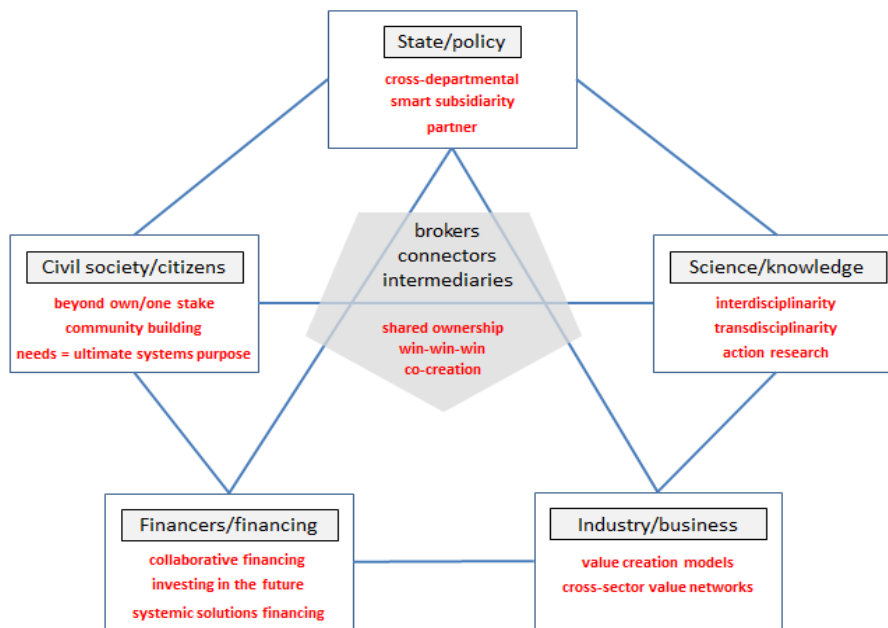 State/policy
cross-departmental
smart subsidiarity
partner
brokers
connectors
intermediaries
shared ownership
win-win-win
co-creation
Civil society/citizens
beyond own/one stake
community building
needs = ultimate systems purpose
Science/knowledge
interdisciplinarity
transdisciplinarity
action research
Financers/financing
collaborative financing
investing in the future
systemic solutions financing
Industry/business
value creation models
cross-sector value networks